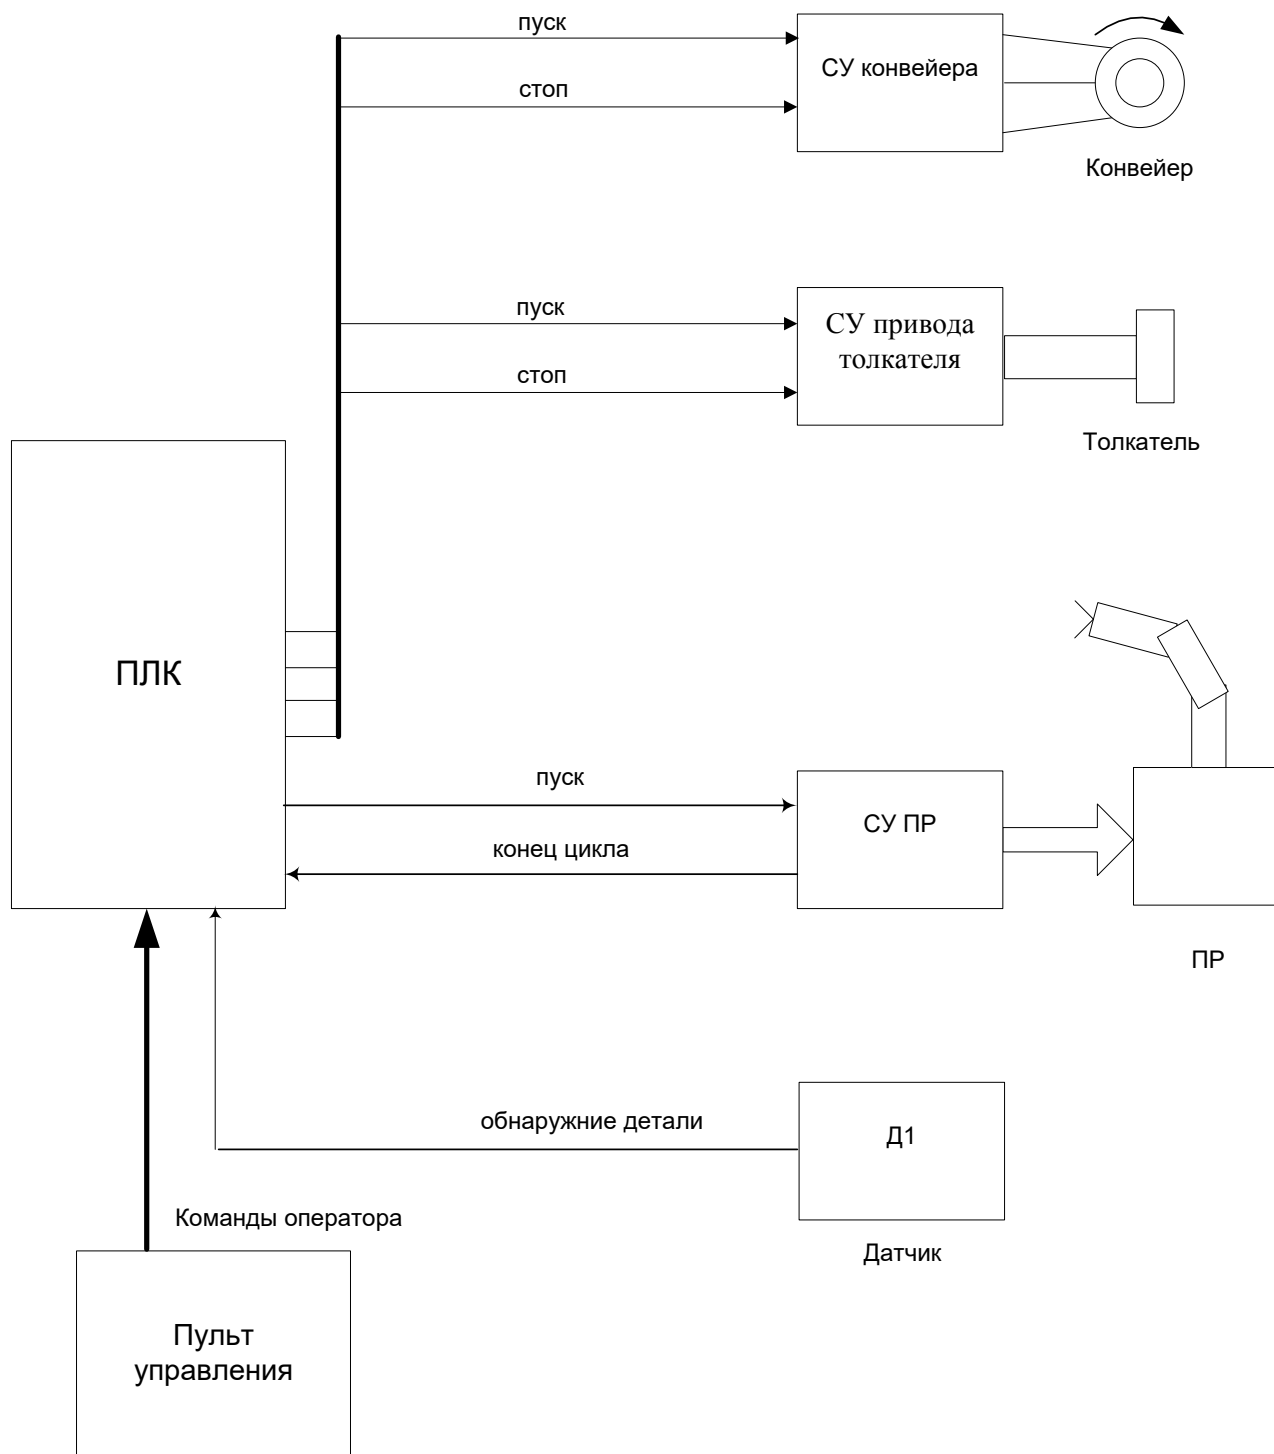 пуск
СУ конвейера
стоп
Конвейер
пуск
СУ привода
толкателя
стоп
Толкатель
ПЛК
пуск
СУ ПР
конец цикла
ПР
обнаружние детали
Д1
Команды оператора
Датчик
Пульт
управления